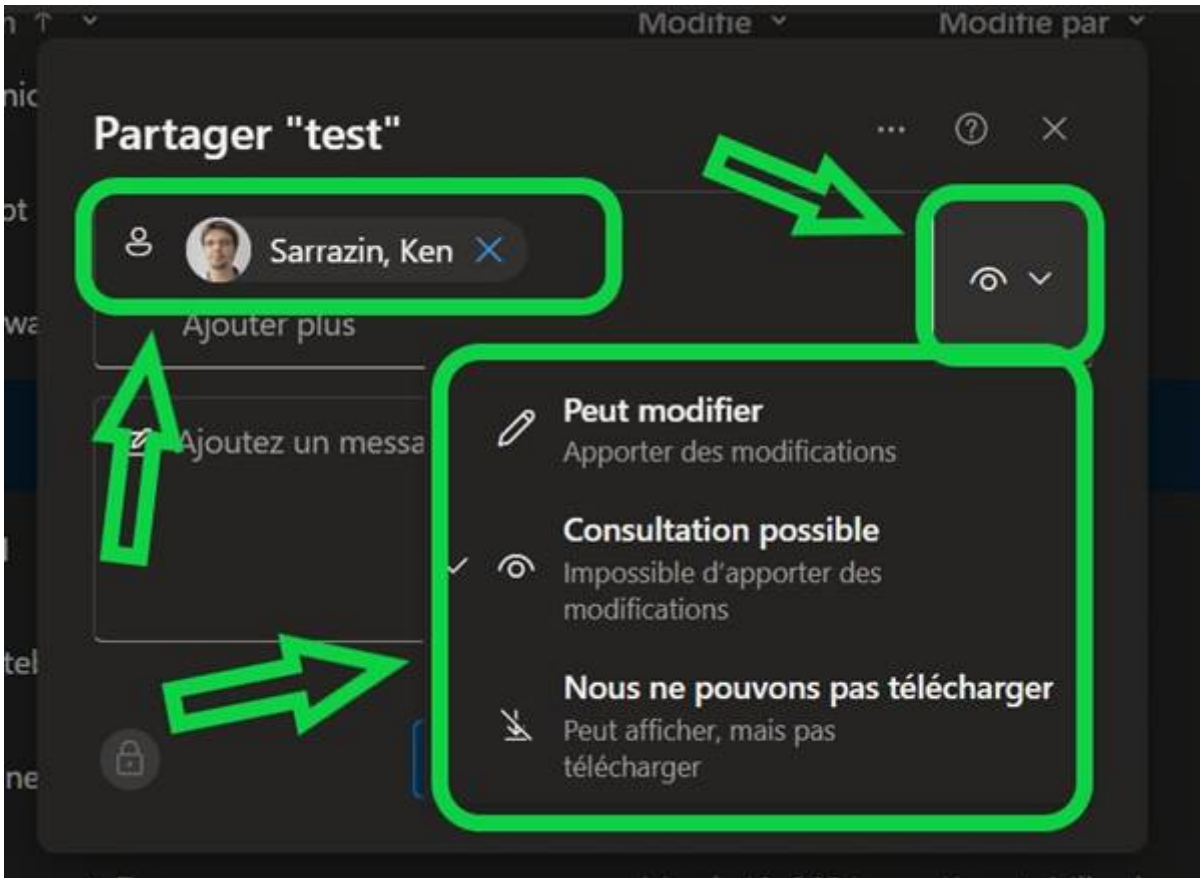 Modifié Modifié par
Partager "test"
Sarrazin, Ken
Ajouter plus
Ajoutez un messa
Peut modifier
Apporter des modifications
Consultation possible
Impossible d'apporter des
modifications
Nous ne pouvons pas télécharger
Peut afficher, mais pas
télécharger